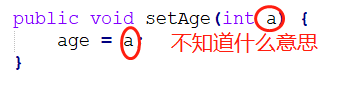 public void setAge(int a) {
age = a; 不知道什么意思
}